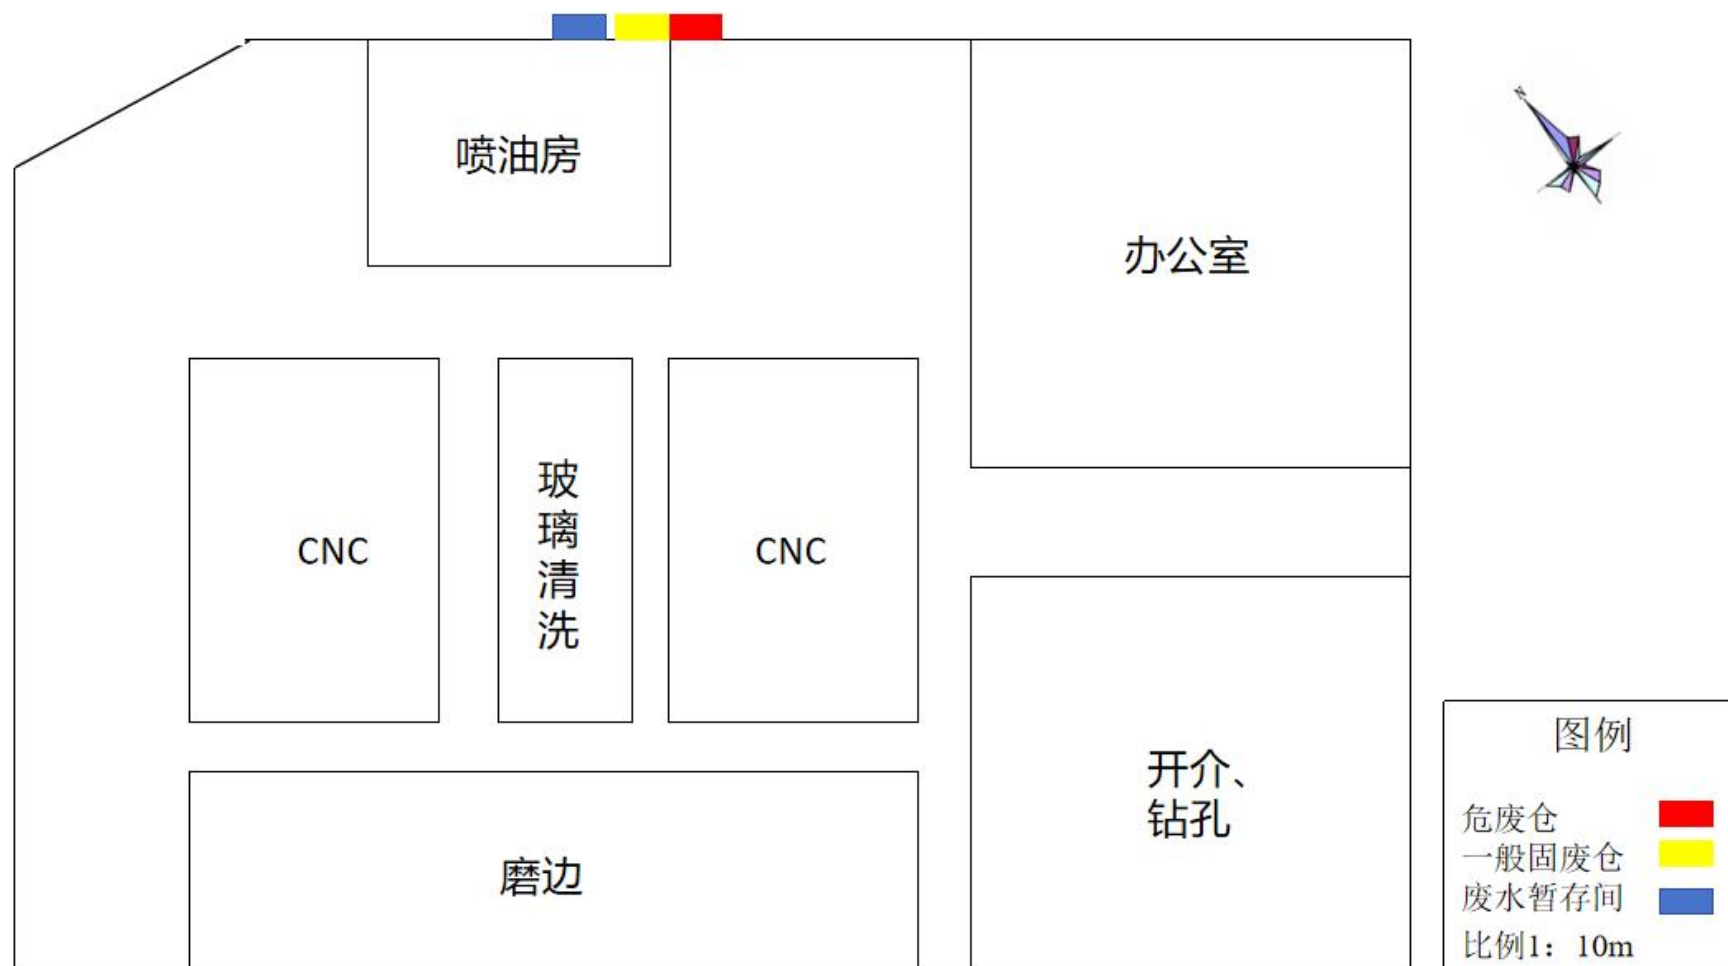 N
喷油房
办公室
CNC
玻
璃
清
洗
CNC
开介、
钻孔
磨边
图例
危废仓
一般固废仓
废水暂存间
比例1：10m